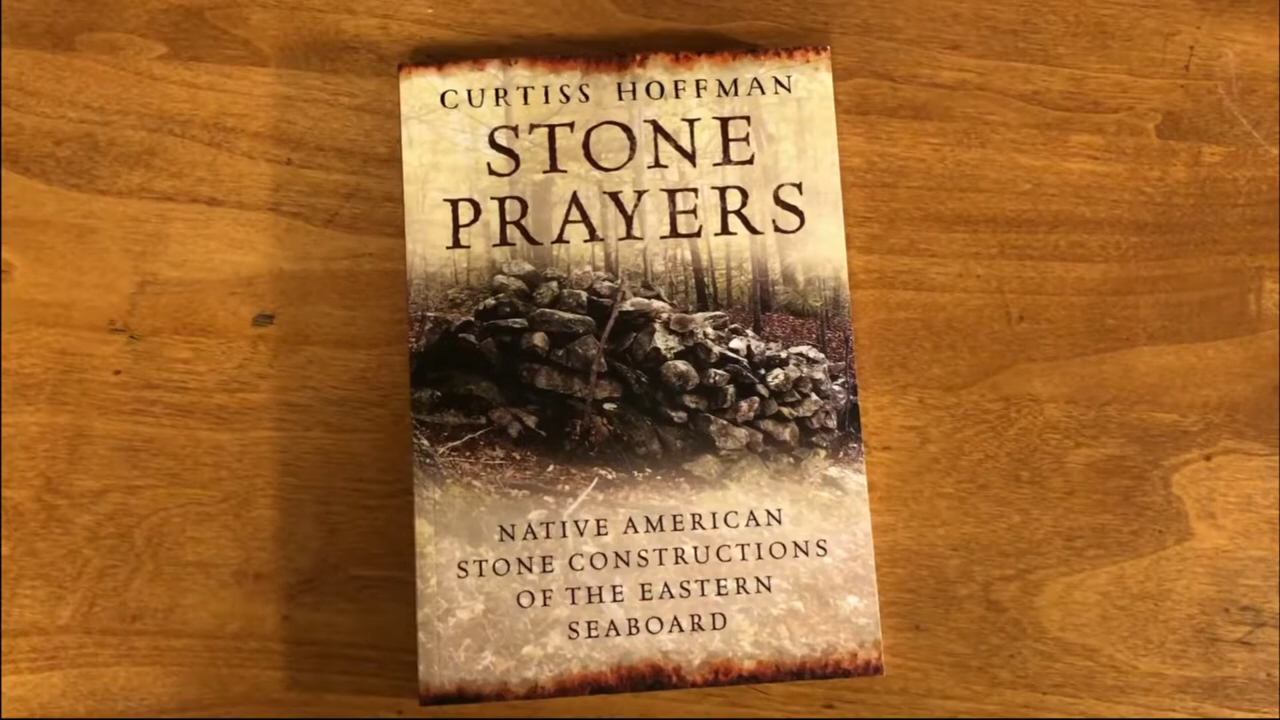 CURTISS HOFFMAN
STONE
PRAYERS
NATIVE AMERICAN
STONE CONSTRUCTIONS
OF THE EASTERN
SEABOARD